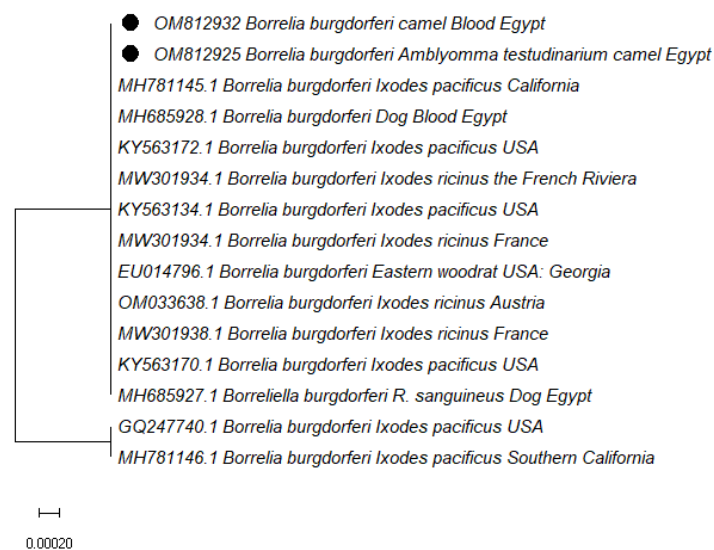 OM812932 Borrelia burgdorferi camel Blood Egypt
OM812925 Borrelia burgdorferi Amblyomma testudinarium camel Egypt
MH781145.1 Borrelia burgdorferi Ixodes pacificus California
MH685928.1 Borrelia burgdorferi Dog Blood Egypt
KY563172.1 Borrelia burgdorferi Ixodes pacificus USA
MW301934.1 Borrelia burgdorferi Ixodes ricinus the French Riviera
KY563134.1 Borrelia burgdorferi Ixodes pacificus USA
MW301934.1 Borrelia burgdorferi Ixodes ricinus France
EU014796.1 Borrelia burgdorferi Eastern woodrat USA: Georgia
OM033638.1 Borrelia burgdorferi Ixodes ricinus Austria
MW301938.1 Borrelia burgdorferi Ixodes ricinus France
KY563170.1 Borrelia burgdorferi Ixodes pacificus USA
MH685927.1 Borreliella burgdorferi R. sanguineus Dog Egypt
GQ247740.1 Borrelia burgdorferi Ixodes pacificus USA
MH781146.1 Borrelia burgdorferi Ixodes pacificus Southern California
0.00020